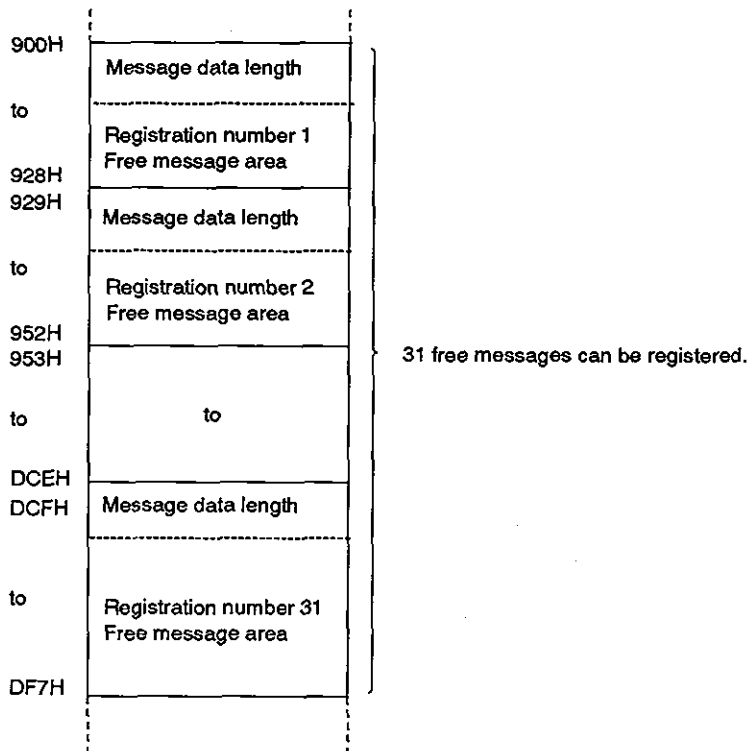 900H
Message data length
to
Registration number 1
Free message area
928H
929H
Message data length
to
Registration number 2
Free message area
952H
953H
31 free messages can be registered.
to
to
DCEH
DCFH
Message data length
to
Registration number 31
Free message area
DF7H